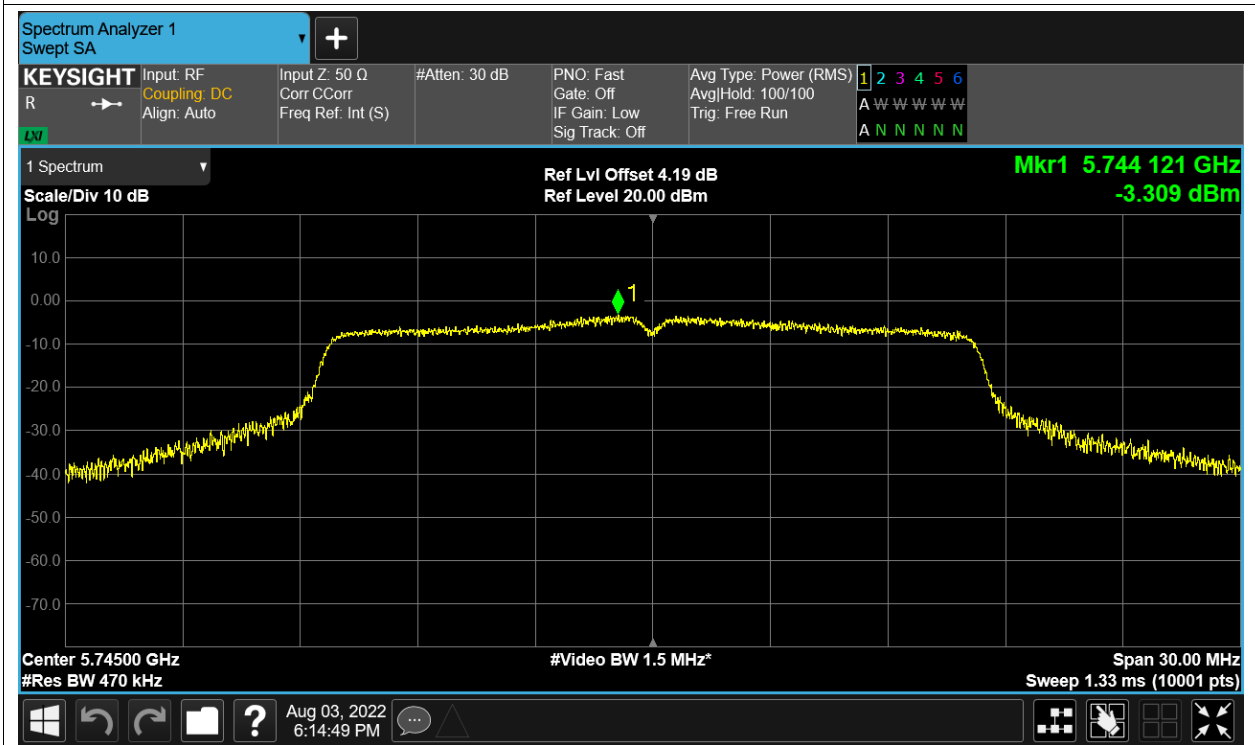 Spectrum Analyzer 1
Swept SA
+
KEYSIGHT
R
LXI
Input: RF
Coupling: DC
Align: Auto
Input Z: 50 Ω
Corr CCorr
Freq Ref: Int (S)
#Atten: 30 dB
PNO: Fast
Gate: Off
IF Gain: Low
Sig Track: Off
Avg Type: Power (RMS)
Avg|Hold: 100/100
Trig: Free Run
1 2 3 4 5 6
A W W W W W
A N N N N N
1 Spectrum
Scale/Div 10 dB
Log
Ref Lvl Offset 4.19 dB
Ref Level 20.00 dBm
Mkr1 5.744 121 GHz
-3.309 dBm
10.0
0.00
1
-10.0
-20.0
-30.0
-40.0
-50.0
-60.0
-70.0
Center 5.74500 GHz
#Res BW 470 kHz
#Video BW 1.5 MHz*
Span 30.00 MHz
Sweep 1.33 ms (10001 pts)
?
Aug 03, 2022
6:14:49 PM